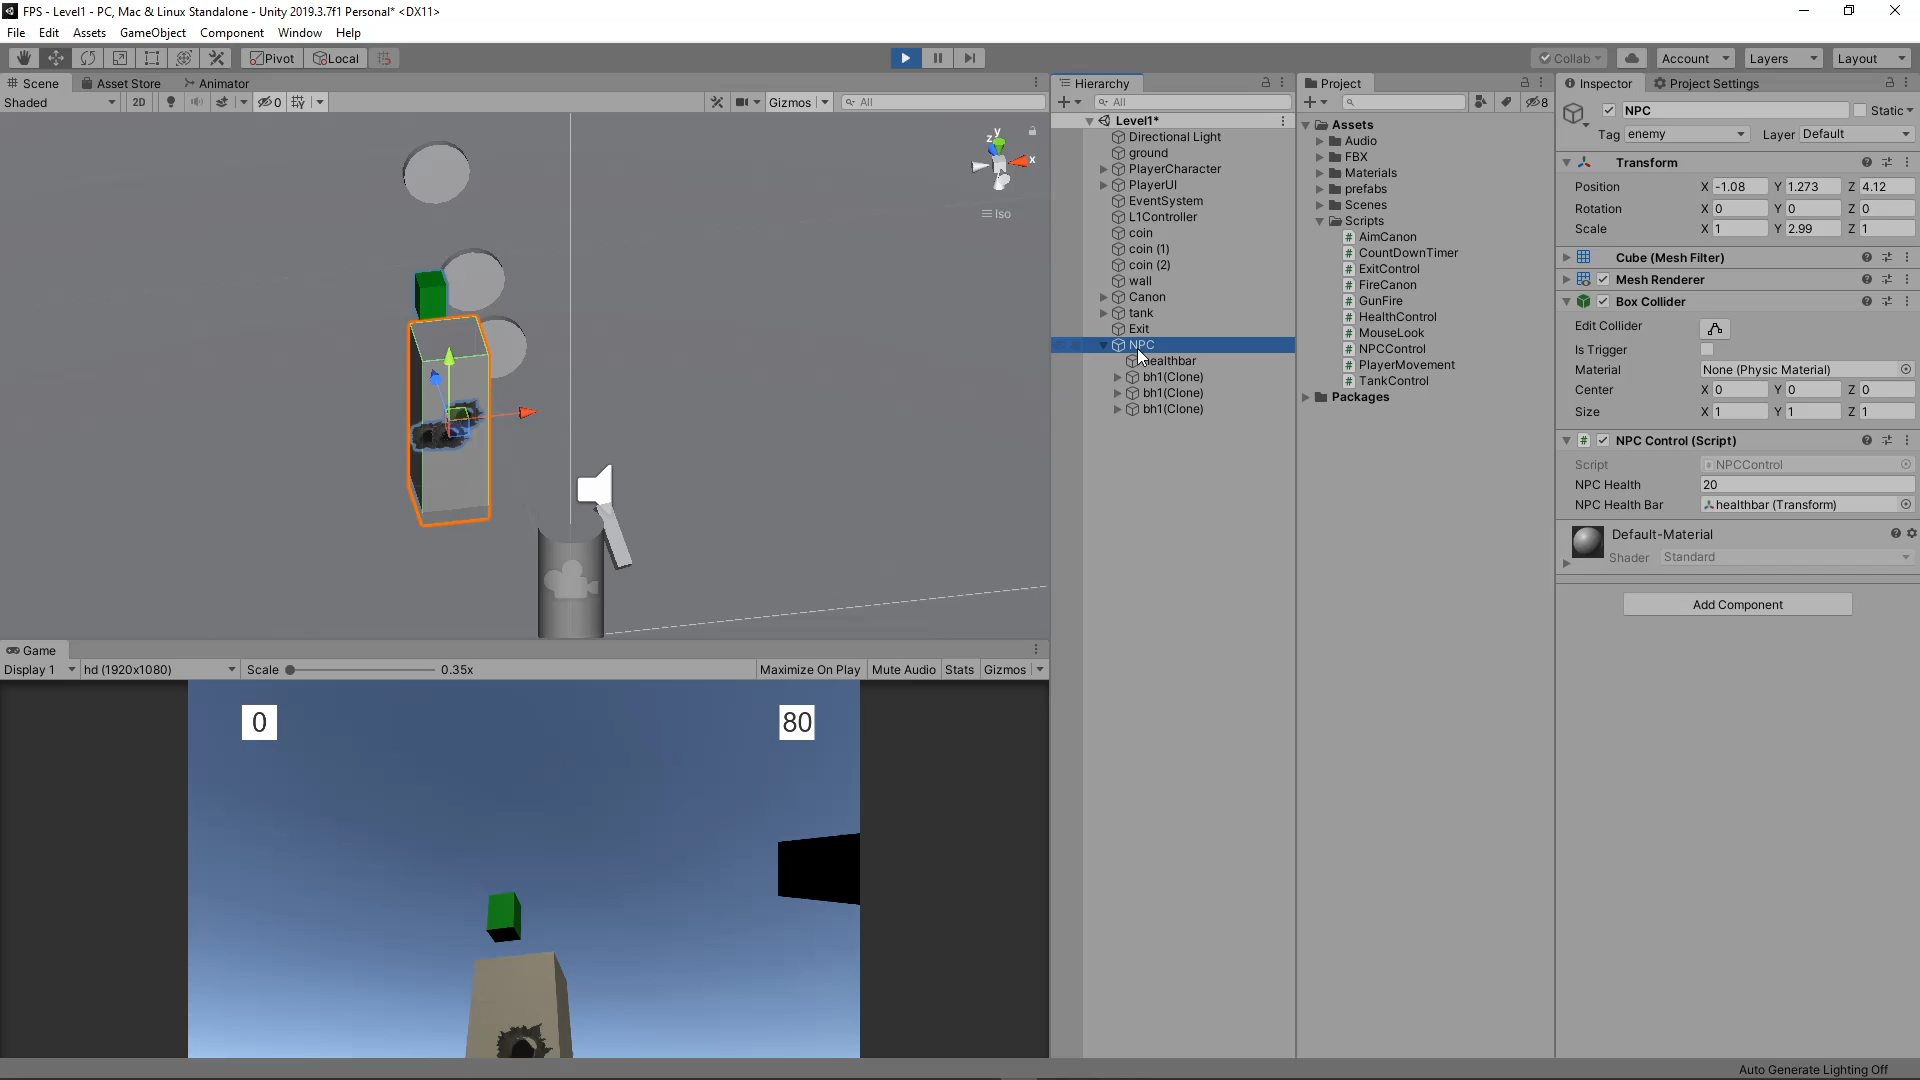 FPS - Level1 - PC, Mac & Linux Standalone - Unity 2019.3.7f1 Personal* <DX11>
File Edit Assets GameObject Component Window Help
Pivot Local Collab Account Layers Layout
Scene Asset Store Animator
Shaded 2D 0 Gizmos All
y
z
x
Iso
Game
Display 1 hd (1920x1080) Scale 0.35x Maximize On Play Mute Audio Stats Gizmos
0 80
Hierarchy
All
Level1*
Directional Light
ground
PlayerCharacter
PlayerUI
EventSystem
L1Controller
coin
coin (1)
coin (2)
wall
Canon
tank
Exit
NPC
healthbar
bh1(Clone)
bh1(Clone)
bh1(Clone)
Project
8
Assets
Audio
FBX
Materials
prefabs
Scenes
Scripts
AimCanon
CountDownTimer
ExitControl
FireCanon
GunFire
HealthControl
MouseLook
NPCControl
PlayerMovement
TankControl
Packages
Inspector Project Settings
NPC Static
Tag enemy Layer Default
Transform
Position X -1.08 Y 1.273 Z 4.12
Rotation X 0 Y 0 Z 0
Scale X 1 Y 2.99 Z 1
Cube (Mesh Filter)
Mesh Renderer
Box Collider
Edit Collider
Is Trigger
Material None (Physic Material)
Center X 0 Y 0 Z 0
Size X 1 Y 1 Z 1
NPC Control (Script)
Script NPCControl
NPC Health 20
NPC Health Bar healthbar (Transform)
Default-Material
Shader Standard
Add Component
Auto Generate Lighting Off